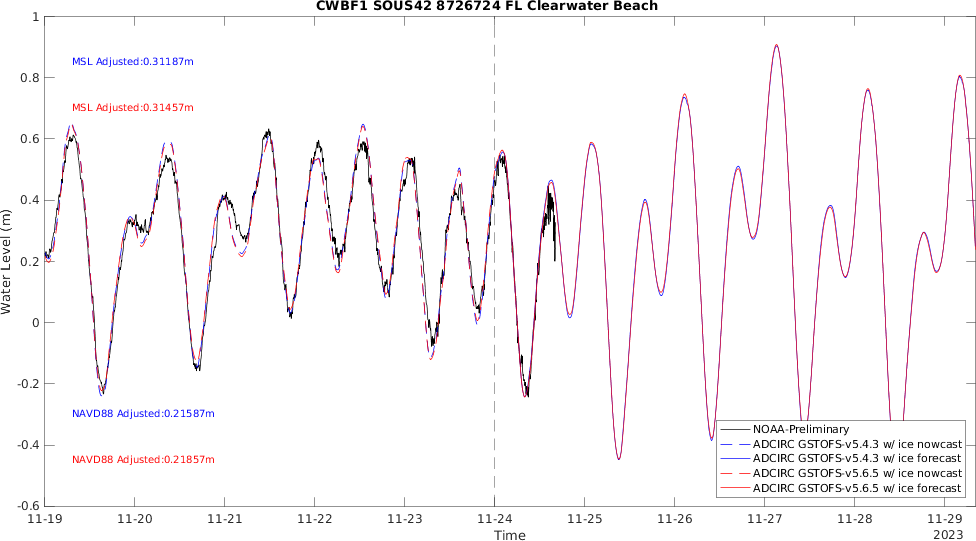 CWBF1 SOUS42 8726724 FL Clearwater Beach
Water Level (m)
1
0.8
0.6
0.4
0.2
0
-0.2
-0.4
-0.6
MSL Adjusted:0.31187m
MSL Adjusted:0.31457m
NAVD88 Adjusted:0.21587m
NAVD88 Adjusted:0.21857m
NOAA-Preliminary
ADCIRC GSTOFS-v5.4.3 w/ ice nowcast
ADCIRC GSTOFS-v5.4.3 w/ ice forecast
ADCIRC GSTOFS-v5.6.5 w/ ice nowcast
ADCIRC GSTOFS-v5.6.5 w/ ice forecast
11-19 11-20 11-21 11-22 11-23 11-24 11-25 11-26 11-27 11-28 11-29
Time
2023